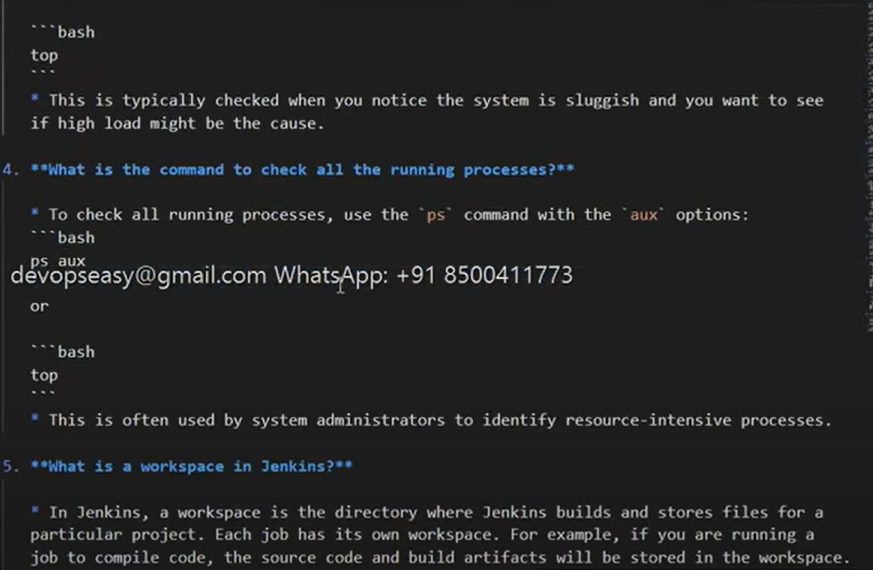 ```bash
top
```
* This is typically checked when you notice the system is sluggish and you want to see
if high load might be the cause.
4. **What is the command to check all the running processes?**
* To check all running processes, use the `ps` command with the `aux` options:
```bash
ps aux
devopseasy@gmail.com WhatsApp: +91 8500411773
or
```bash
top
```
* This is often used by system administrators to identify resource-intensive processes.
5. **What is a workspace in Jenkins?**
* In Jenkins, a workspace is the directory where Jenkins builds and stores files for a
particular project. Each job has its own workspace. For example, if you are running a
job to compile code, the source code and build artifacts will be stored in the workspace.